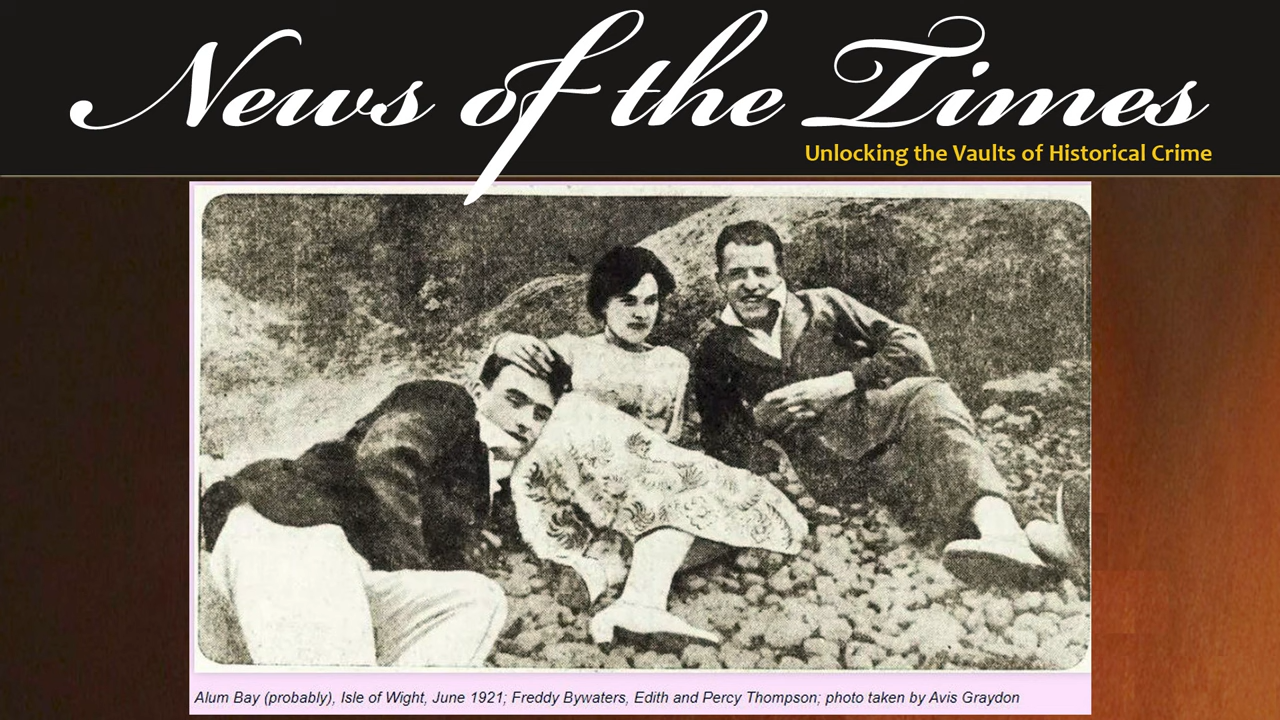 News of the Times
Unlocking the Vaults of Historical Crime
Alum Bay (probably), Isle of Wight, June 1921; Freddy Bywaters, Edith and Percy Thompson; photo taken by Avis Graydon